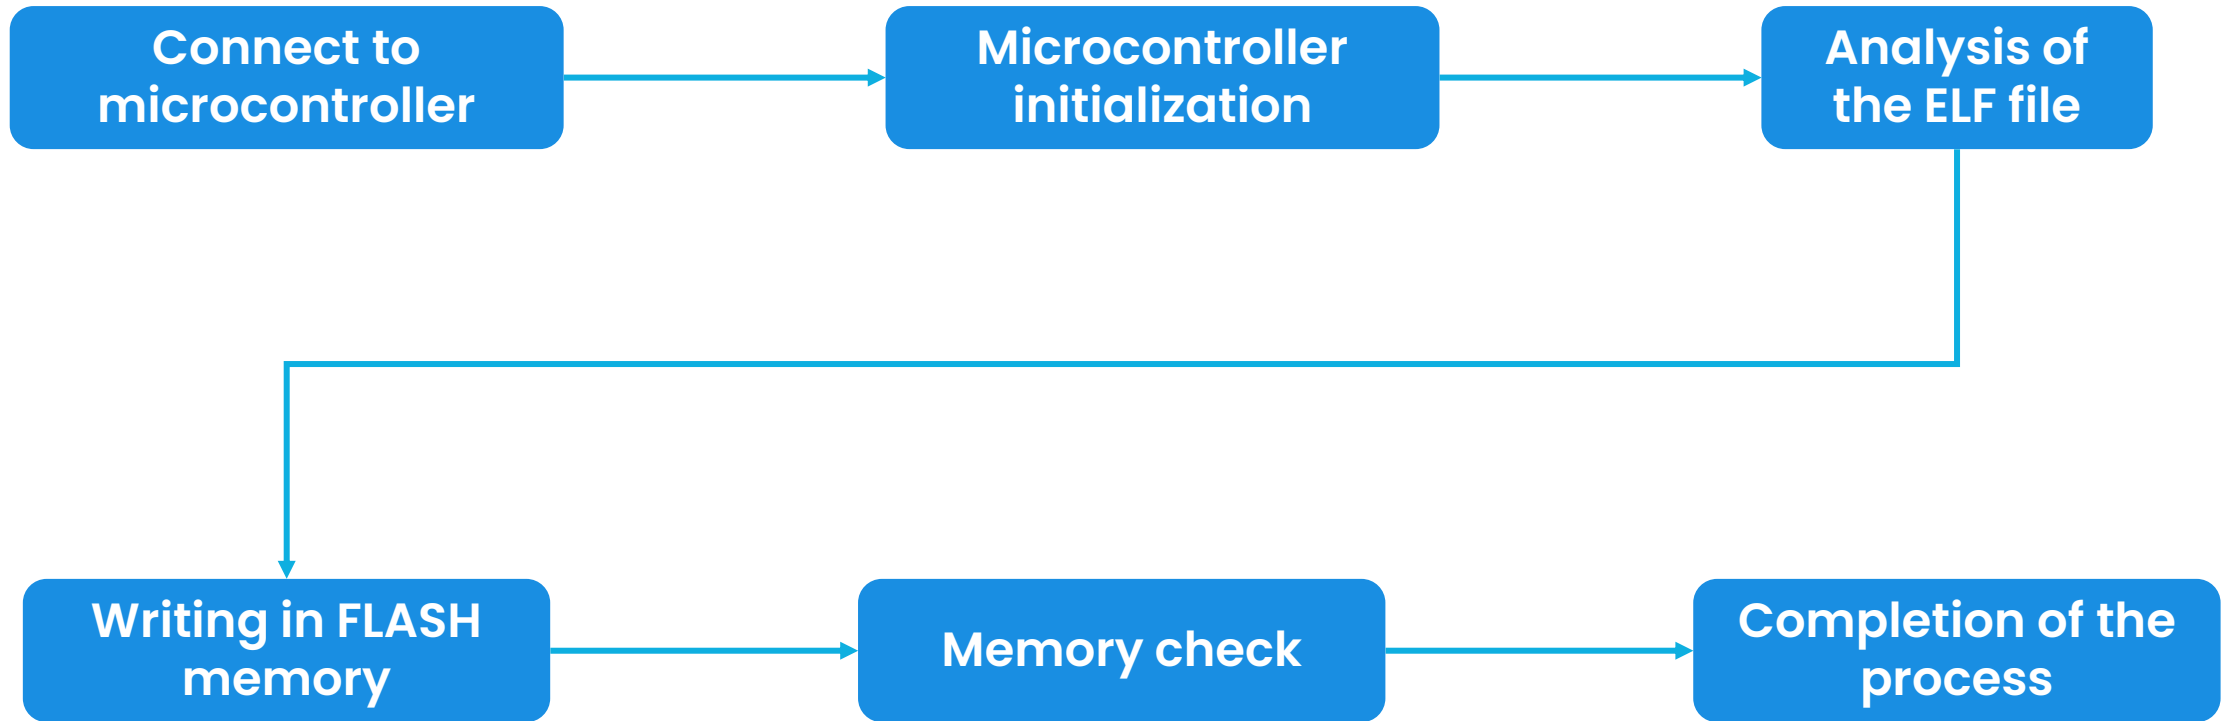 Connect to
microcontroller
Microcontroller
initialization
Analysis of
the ELF file
Writing in FLASH
memory
Memory check
Completion of the
process